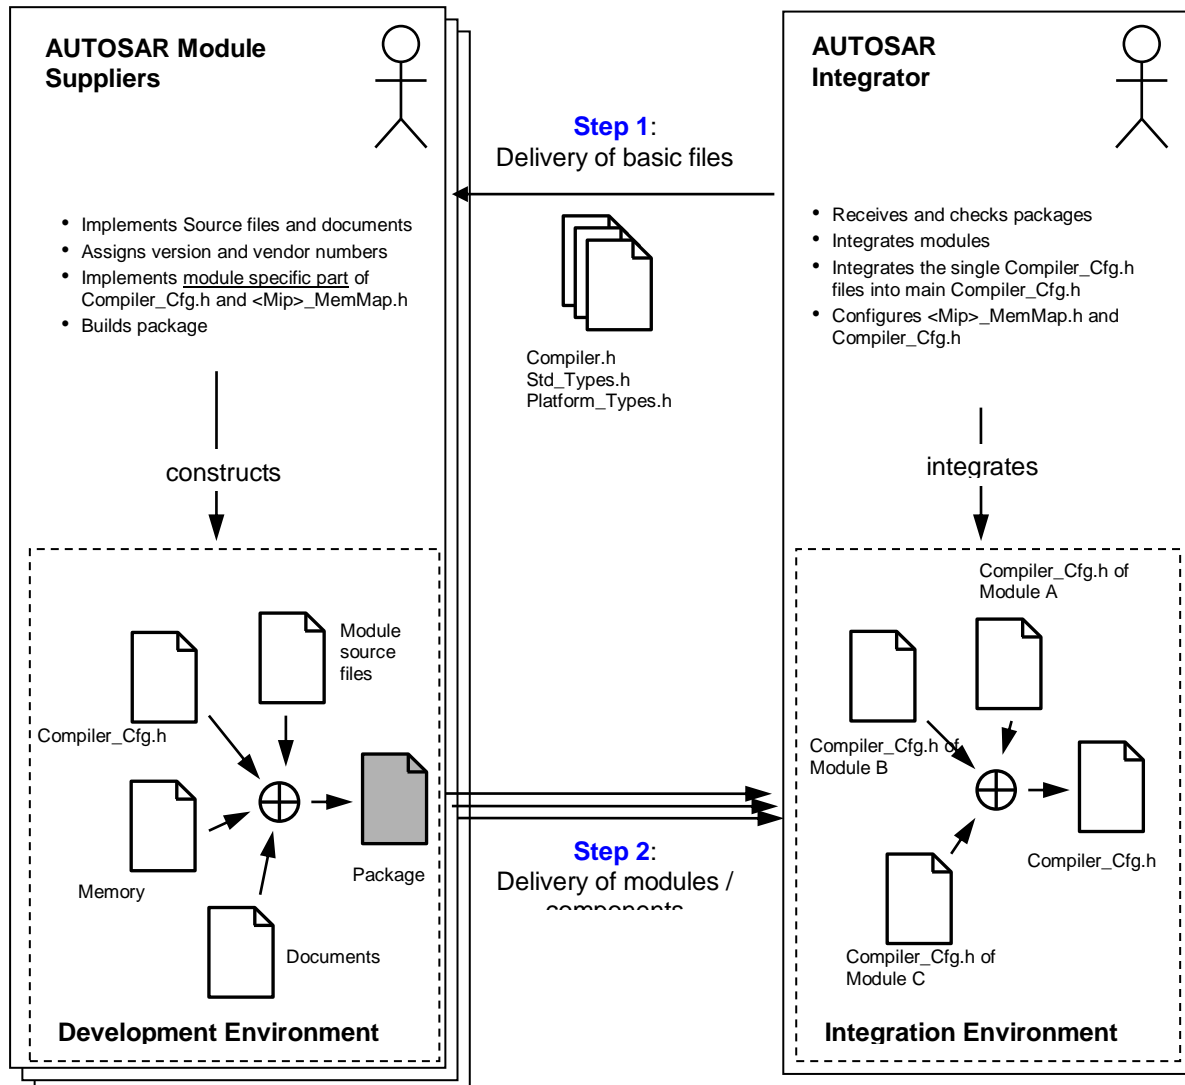 AUTOSAR Module
Suppliers
• Implements Source files and documents
• Assigns version and vendor numbers
• Implements module specific part of
Compiler_Cfg.h and <Mip>_MemMap.h
• Builds package
constructs
Module
source
files
Compiler_Cfg.h
Memory
Package
Documents
Development Environment
Step 1:
Delivery of basic files
Compiler.h
Std_Types.h
Platform_Types.h
Step 2:
Delivery of modules /
components
AUTOSAR
Integrator
• Receives and checks packages
• Integrates modules
• Integrates the single Compiler_Cfg.h
files into main Compiler_Cfg.h
• Configures <Mip>_MemMap.h and
Compiler_Cfg.h
integrates
Compiler_Cfg.h of
Module A
Compiler_Cfg.h of
Module B
Compiler_Cfg.h
Compiler_Cfg.h of
Module C
Integration Environment